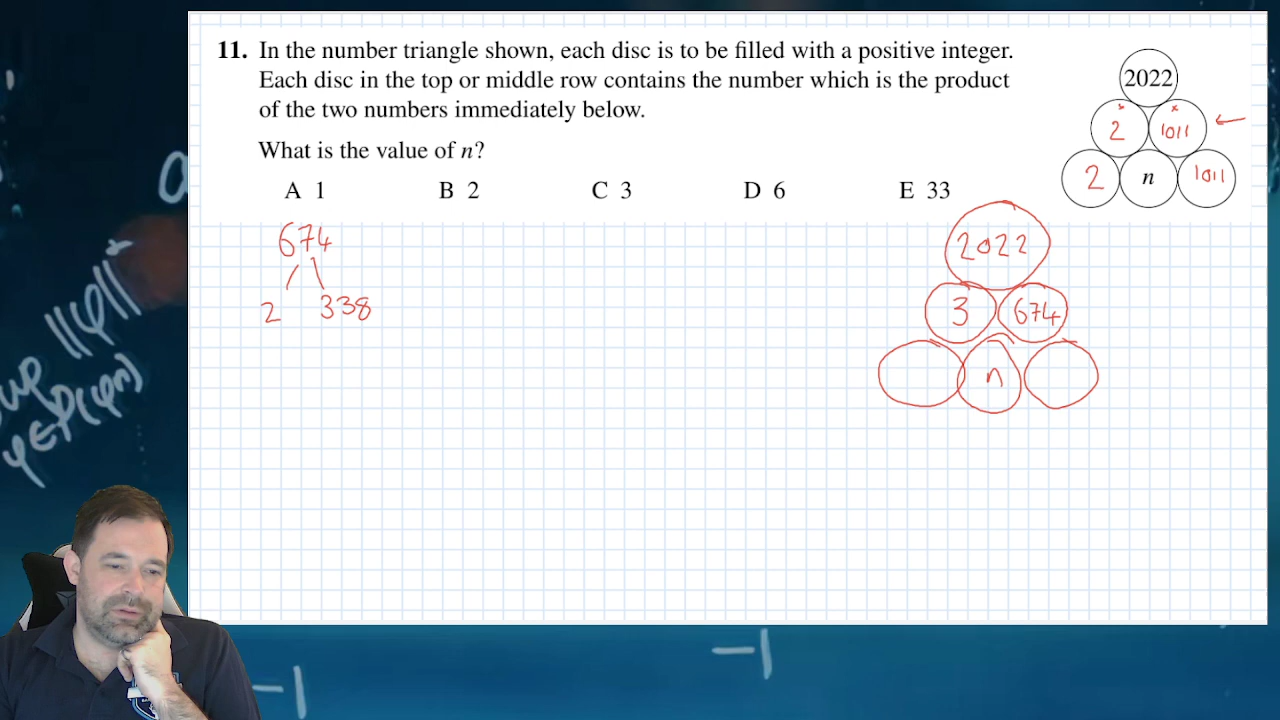 11. In the number triangle shown, each disc is to be filled with a positive integer.
Each disc in the top or middle row contains the number which is the product
of the two numbers immediately below.
What is the value of n?
A 1 B 2 C 3 D 6 E 33
2022
2 1011
2 n 1011
674
2 338
2022
3 674
n
||φ||
-1
-1